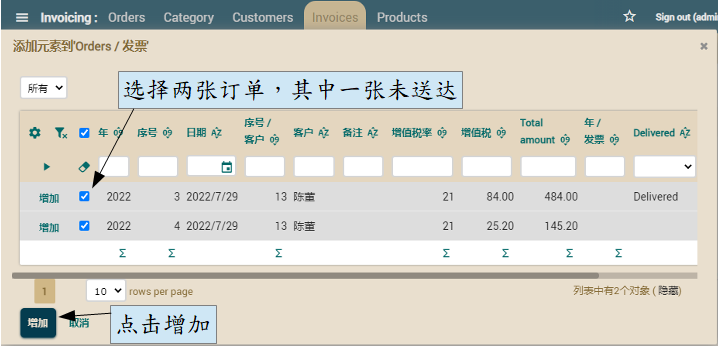 Invoicing : Orders Category Customers Invoices Products Sign out (admi
添加元素到'Orders / 发票'
所有
选择两张订单，其中一张未送达
年 序号 日期 序号 / 客户 客户 备注 增值税率 增值税 Total amount 年 / 发票 Delivered
增加 2022 3 2022/7/29 13 陈董 21 84.00 484.00 Delivered
增加 2022 4 2022/7/29 13 陈董 21 25.20 145.20
Σ Σ Σ Σ Σ Σ Σ
1 10 rows per page 列表中有2个对象 ( 隐藏)
增加 取消
点击增加